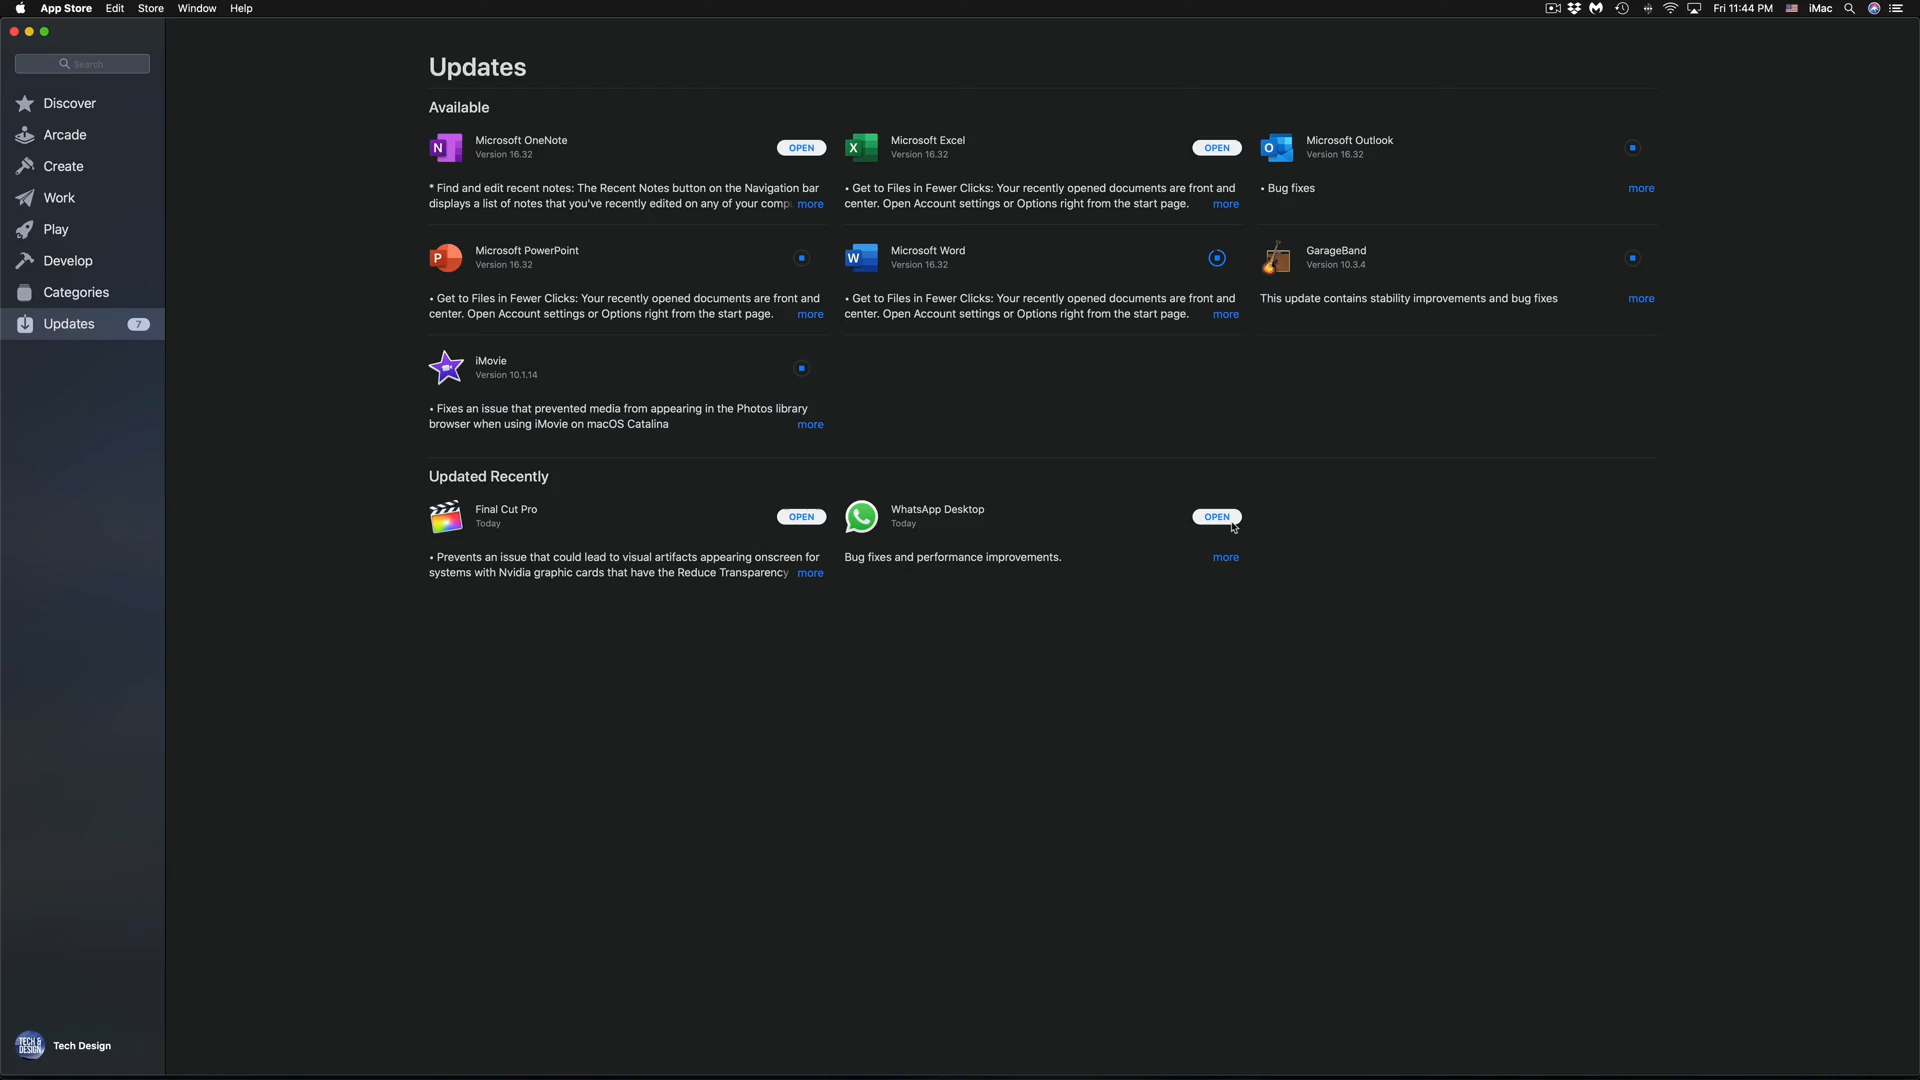 App Store Edit Store Window Help Fri 11:44 PM iMac
Search
Discover
Arcade
Create
Work
Play
Develop
Categories
Updates 7
TECH &
DESIGN
Tech Design
Updates
Available
N
Microsoft OneNote
Version 16.32
OPEN
* Find and edit recent notes: The Recent Notes button on the Navigation bar
displays a list of notes that you've recently edited on any of your comp more
X
Microsoft Excel
Version 16.32
OPEN
• Get to Files in Fewer Clicks: Your recently opened documents are front and
center. Open Account settings or Options right from the start page. more
O
Microsoft Outlook
Version 16.32
• Bug fixes more
P
Microsoft PowerPoint
Version 16.32
• Get to Files in Fewer Clicks: Your recently opened documents are front and
center. Open Account settings or Options right from the start page. more
W
Microsoft Word
Version 16.32
• Get to Files in Fewer Clicks: Your recently opened documents are front and
center. Open Account settings or Options right from the start page. more
GarageBand
Version 10.3.4
This update contains stability improvements and bug fixes more
iMovie
Version 10.1.14
• Fixes an issue that prevented media from appearing in the Photos library
browser when using iMovie on macOS Catalina more
Updated Recently
Final Cut Pro
Today
OPEN
• Prevents an issue that could lead to visual artifacts appearing onscreen for
systems with Nvidia graphic cards that have the Reduce Transparency more
WhatsApp Desktop
Today
OPEN
Bug fixes and performance improvements. more